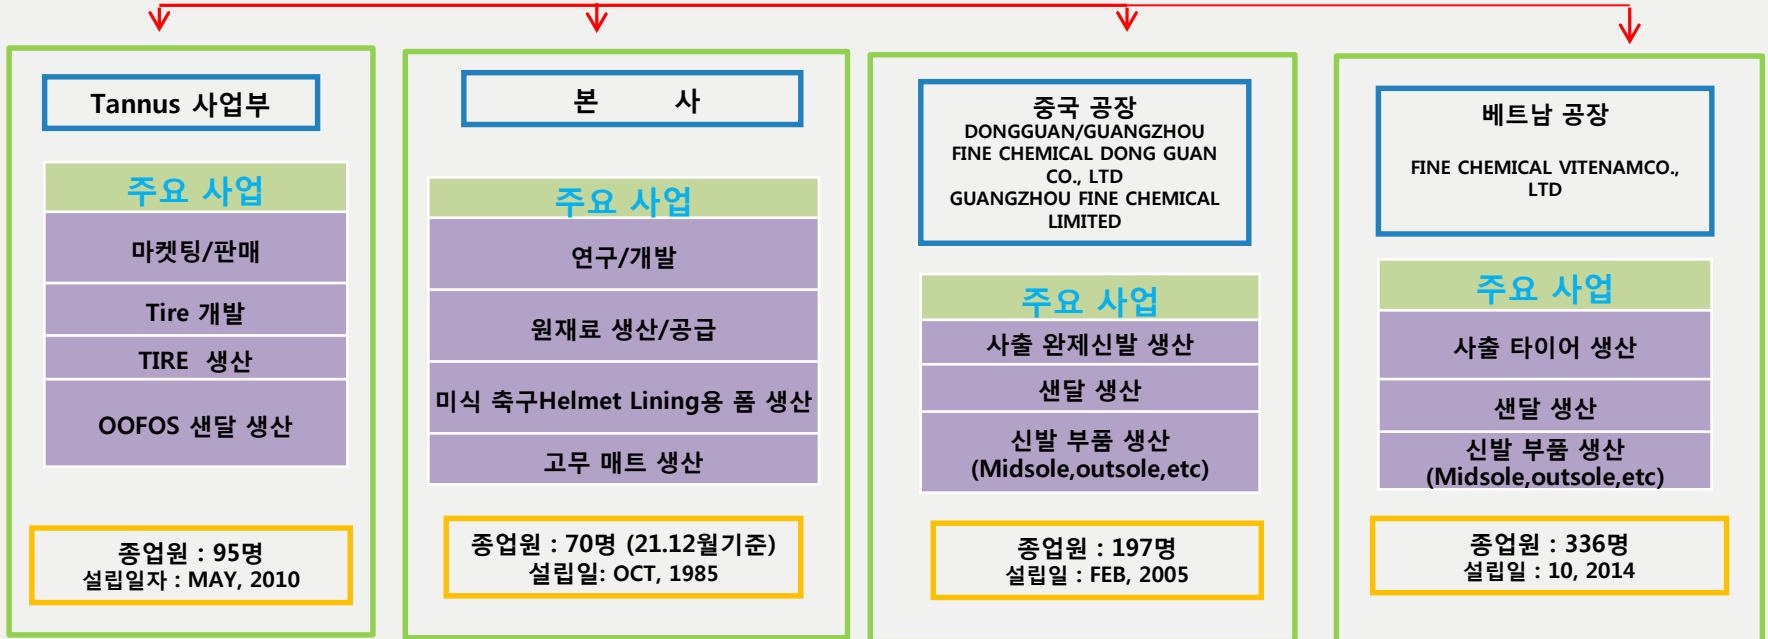 Tannus 사업부
주요 사업
마켓팅/판매
Tire 개발
TIRE 생산
OOFOS 샌달 생산
종업원 : 95명
설립일자 : MAY, 2010
본 사
주요 사업
연구/개발
원재료 생산/공급
미식 축구Helmet Lining용 폼 생산
고무 매트 생산
종업원 : 70명 (21.12월기준)
설립일: OCT, 1985
중국 공장
DONGGUAN/GUANGZHOU
FINE CHEMICAL DONG GUAN
CO., LTD
GUANGZHOU FINE CHEMICAL
LIMITED
주요 사업
사출 완제신발 생산
샌달 생산
신발 부품 생산
(Midsole,outsole,etc)
종업원 : 197명
설립일 : FEB, 2005
베트남 공장
FINE CHEMICAL VITENAMCO.,
LTD
주요 사업
사출 타이어 생산
샌달 생산
신발 부품 생산
(Midsole,outsole,etc)
종업원 : 336명
설립일 : 10, 2014